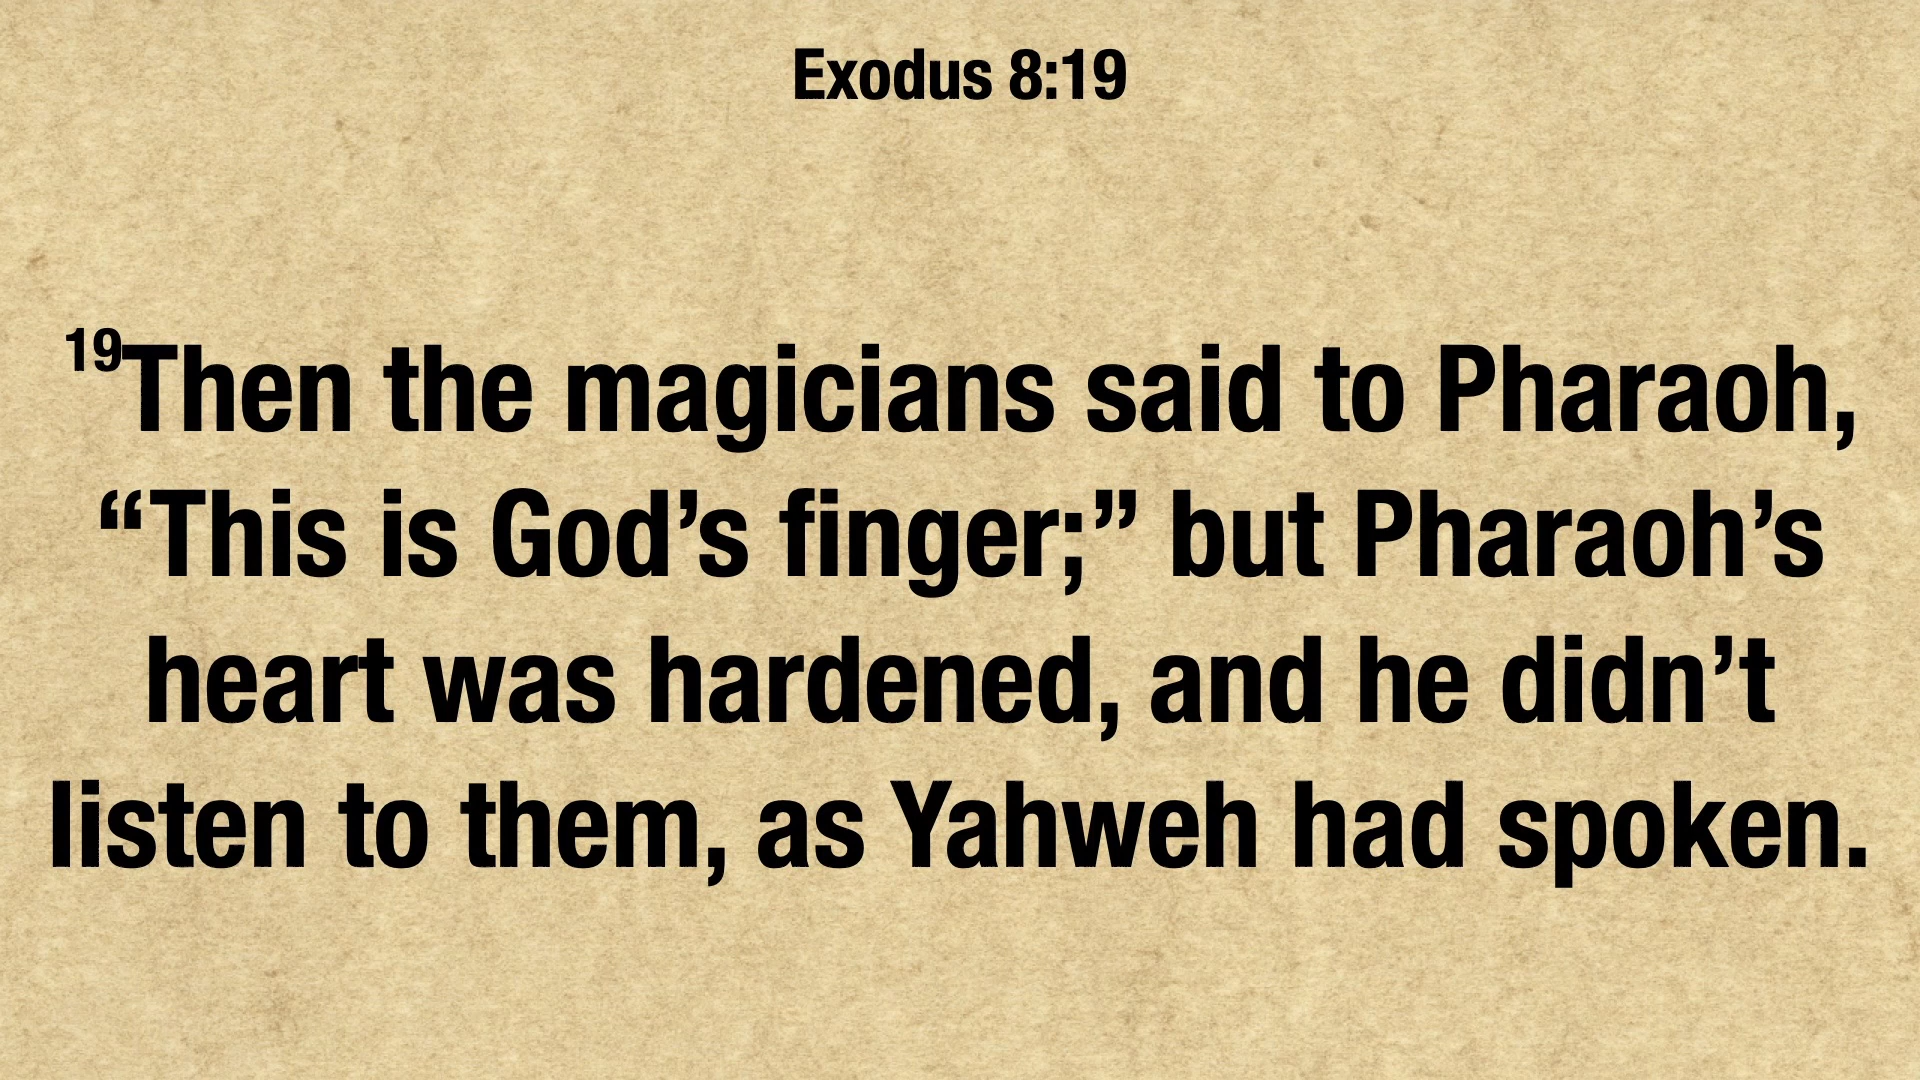 Exodus 8:19
19Then the magicians said to Pharaoh,
“This is God’s finger;” but Pharaoh’s
heart was hardened, and he didn’t
listen to them, as Yahweh had spoken.